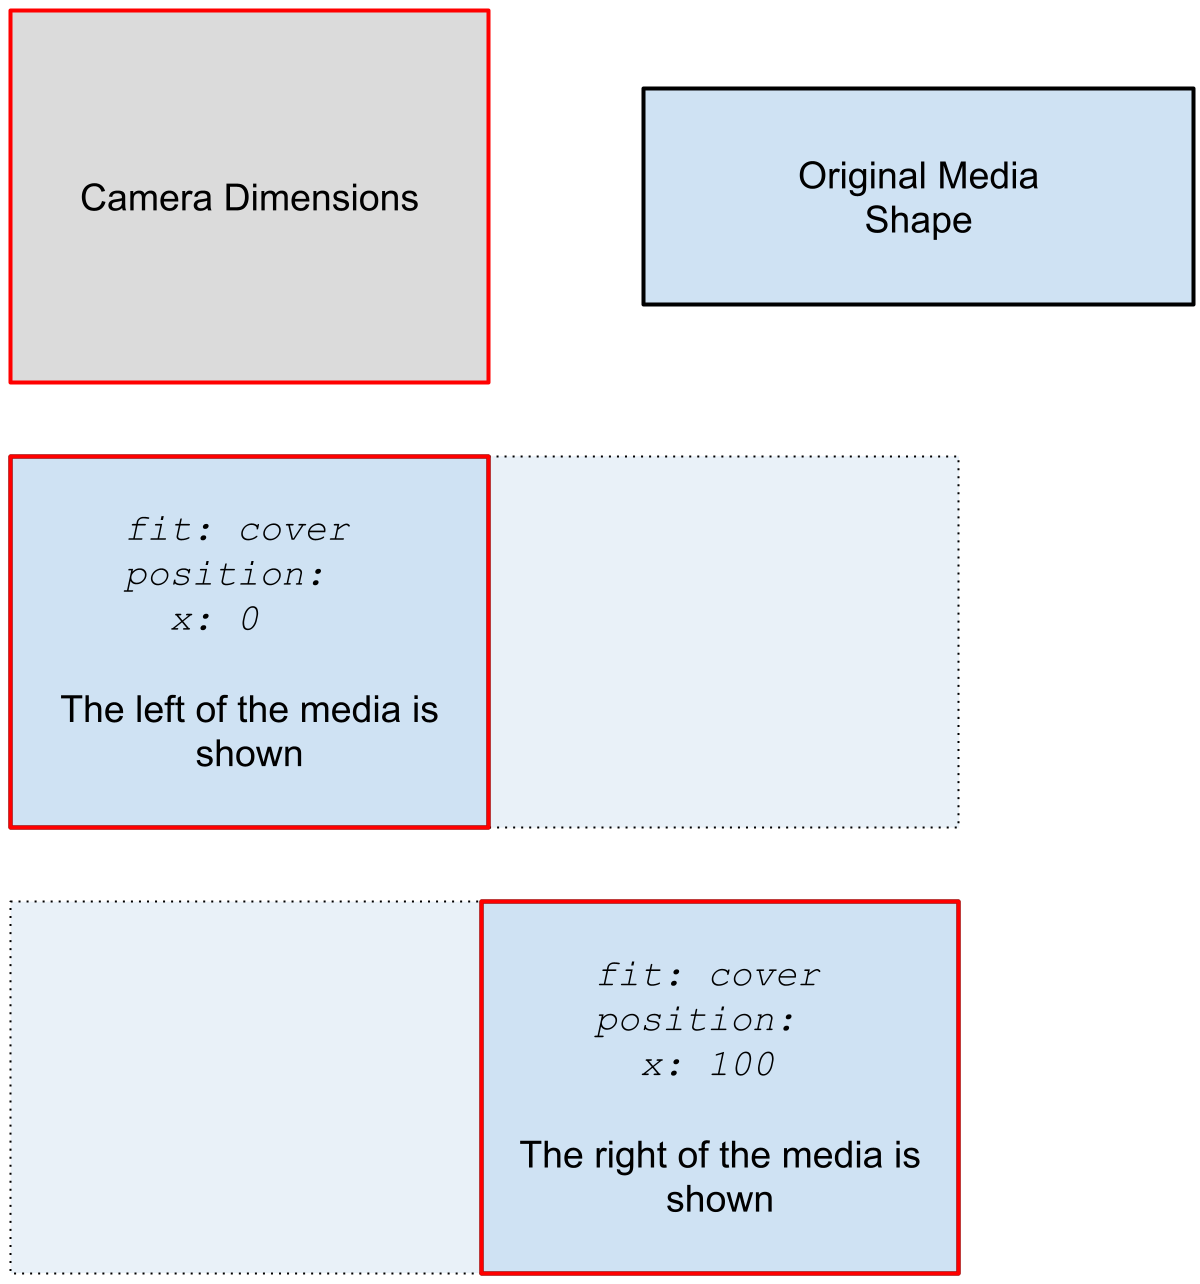 Camera Dimensions
Original Media
Shape
fit: cover
position:
  x: 0
The left of the media is
shown
fit: cover
position:
  x: 100
The right of the media is
shown